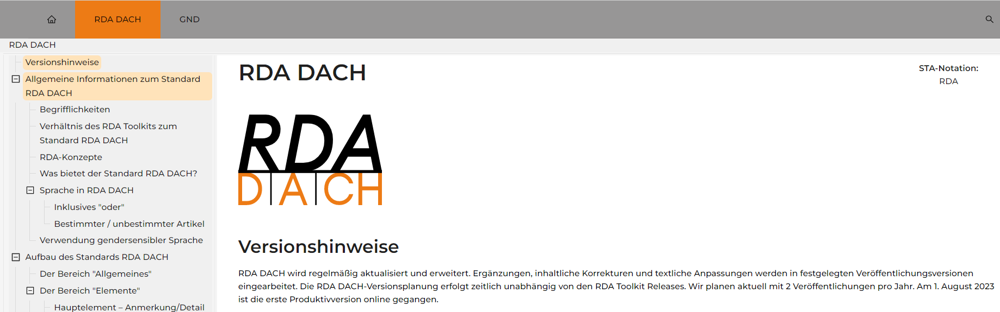 RDA DACH
GND
RDA DACH
Versionshinweise
Allgemeine Informationen zum Standard
RDA DACH
Begrifflichkeiten
Verhältnis des RDA Toolkits zum
Standard RDA DACH
RDA-Konzepte
Was bietet der Standard RDA DACH?
Sprache in RDA DACH
Inklusives "oder"
Bestimmter / unbestimmter Artikel
Verwendung gendersensibler Sprache
Aufbau des Standards RDA DACH
Der Bereich "Allgemeines"
Der Bereich "Elemente"
Hauptelement – Anmerkung/Detail
RDA DACH
STA-Notation:
RDA
RDA
D|A|CH
Versionshinweise
RDA DACH wird regelmäßig aktualisiert und erweitert. Ergänzungen, inhaltliche Korrekturen und textliche Anpassungen werden in festgelegten Veröffentlichungsversionen
eingearbeitet. Die RDA DACH-Versionsplanung erfolgt zeitlich unabhängig von den RDA Toolkit Releases. Wir planen aktuell mit 2 Veröffentlichungen pro Jahr. Am 1. August 2023
ist die erste Produktivversion online gegangen.